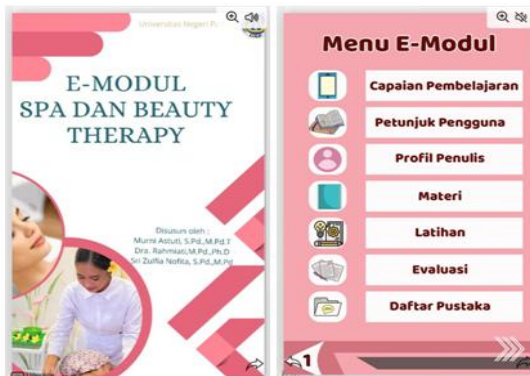 Universitas Negeri
E-MODUL
SPA DAN BEAUTY
THERAPY
Disusun oleh :
Murni Astuti, S.Pd.,M.Pd.T
Dra. Rahmiati,M.Pd.,Ph.D
Sri Zulfia Nofita, S.Pd.,M.Pd
Menu E-Modul
Capaian Pembelajaran
Petunjuk Pengguna
Profil Penulis
Materi
Latihan
Evaluasi
Daftar Pustaka
1